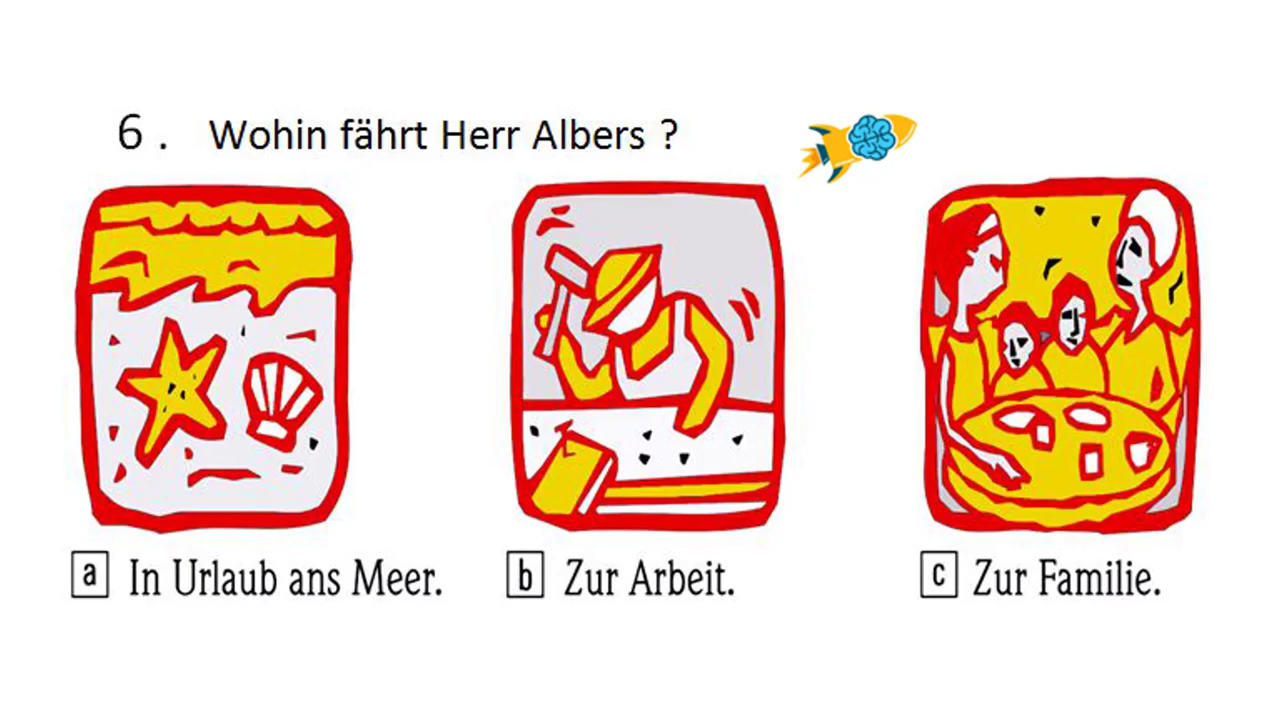 6 . Wohin fährt Herr Albers ?
a In Urlaub ans Meer.
b Zur Arbeit.
c Zur Familie.